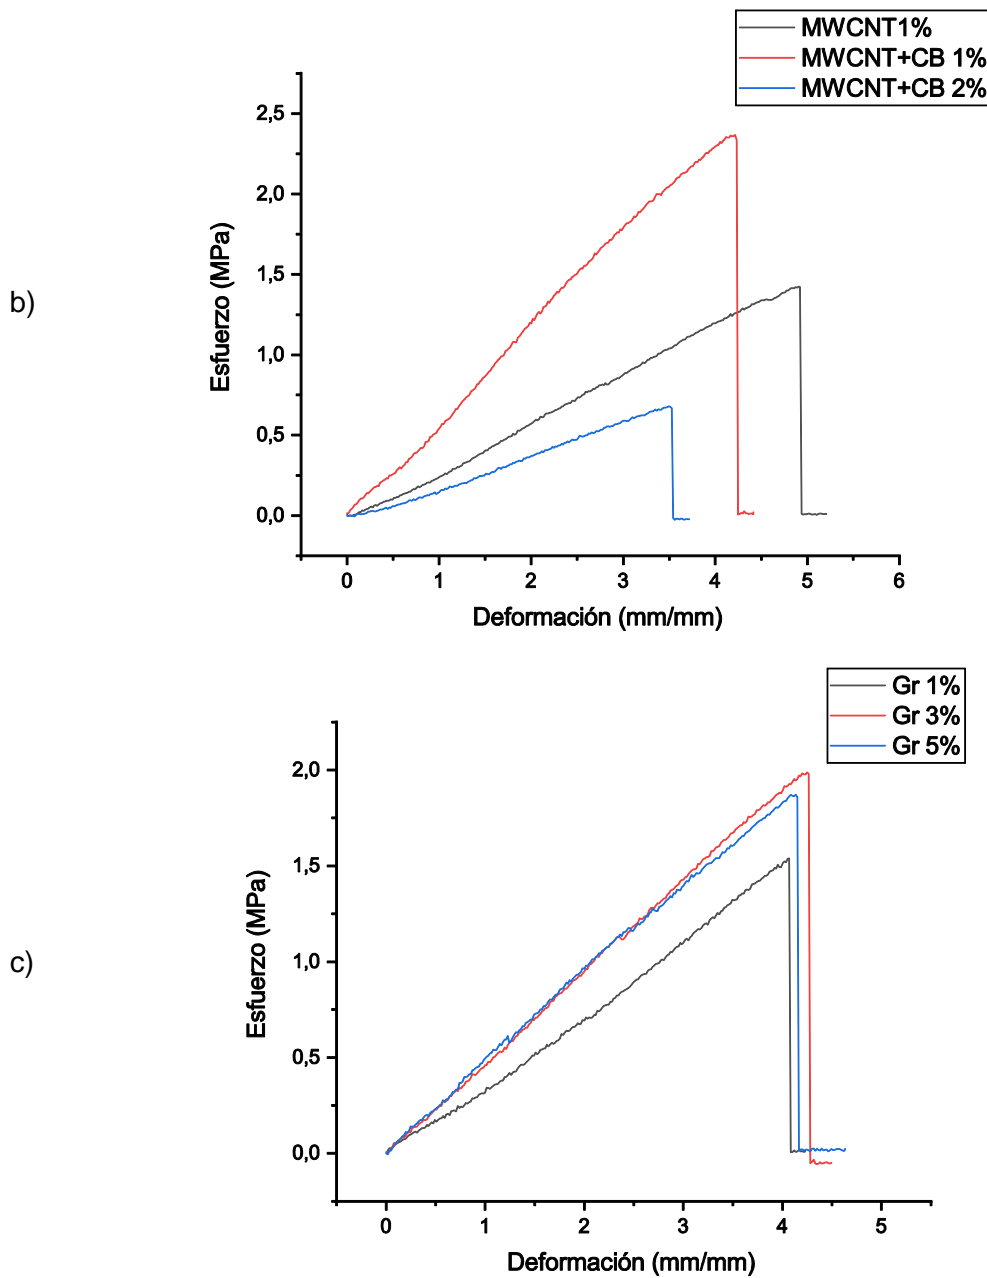 MWCNT1%
MWCNT+CB 1%
MWCNT+CB 2%
b)
Esfuerzo (MPa)
2,5
2,0
1,5
1,0
0,5
0,0
0 1 2 3 4 5 6
Deformación (mm/mm)
Gr 1%
Gr 3%
Gr 5%
c)
Esfuerzo (MPa)
2,0
1,5
1,0
0,5
0,0
0 1 2 3 4 5
Deformación (mm/mm)